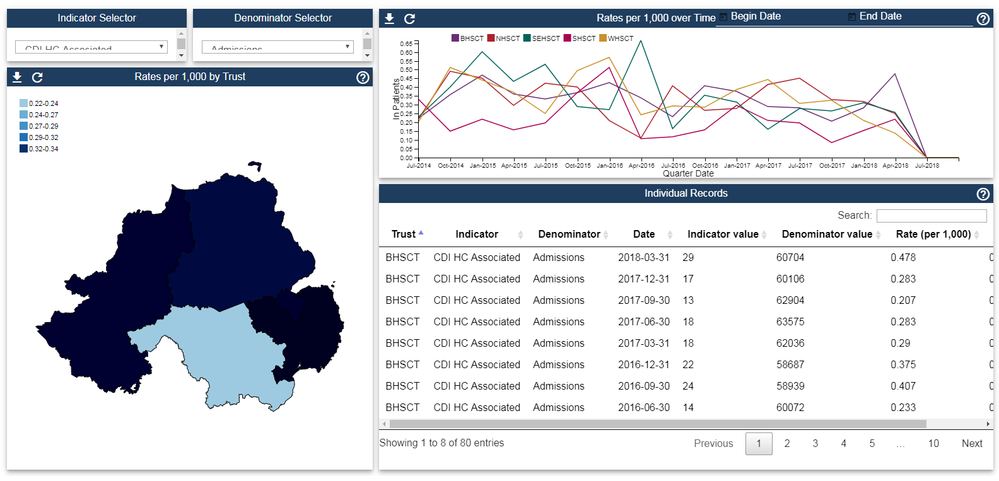 Indicator Selector
CDI HC Associated
Denominator Selector
Admissions
Rates per 1,000 by Trust
0.22-0.24
0.24-0.27
0.27-0.29
0.29-0.32
0.32-0.34
Rates per 1,000 over Time Begin Date End Date
BHSCT NHSCT SEHSCT SHSCT WHSCT
In Patients
0.65
0.60
0.55
0.50
0.45
0.40
0.35
0.30
0.25
0.20
0.15
0.10
0.05
0.00
Jul-2014 Oct-2014 Jan-2015 Apr-2015 Jul-2015 Oct-2015 Jan-2016 Apr-2016 Jul-2016 Oct-2016 Jan-2017 Apr-2017 Jul-2017 Oct-2017 Jan-2018 Apr-2018 Jul-2018
Quarter Date
Individual Records
Search:
Trust Indicator Denominator Date Indicator value Denominator value Rate (per 1,000)
BHSCT CDI HC Associated Admissions 2018-03-31 29 60704 0.478 0
BHSCT CDI HC Associated Admissions 2017-12-31 17 60106 0.283 0
BHSCT CDI HC Associated Admissions 2017-09-30 13 62904 0.207 0
BHSCT CDI HC Associated Admissions 2017-06-30 18 63575 0.283 0
BHSCT CDI HC Associated Admissions 2017-03-31 18 62036 0.29 0
BHSCT CDI HC Associated Admissions 2016-12-31 22 58687 0.375 0
BHSCT CDI HC Associated Admissions 2016-09-30 24 58939 0.407 0
BHSCT CDI HC Associated Admissions 2016-06-30 14 60072 0.233 0
Showing 1 to 8 of 80 entries
Previous 1 2 3 4 5 … 10 Next